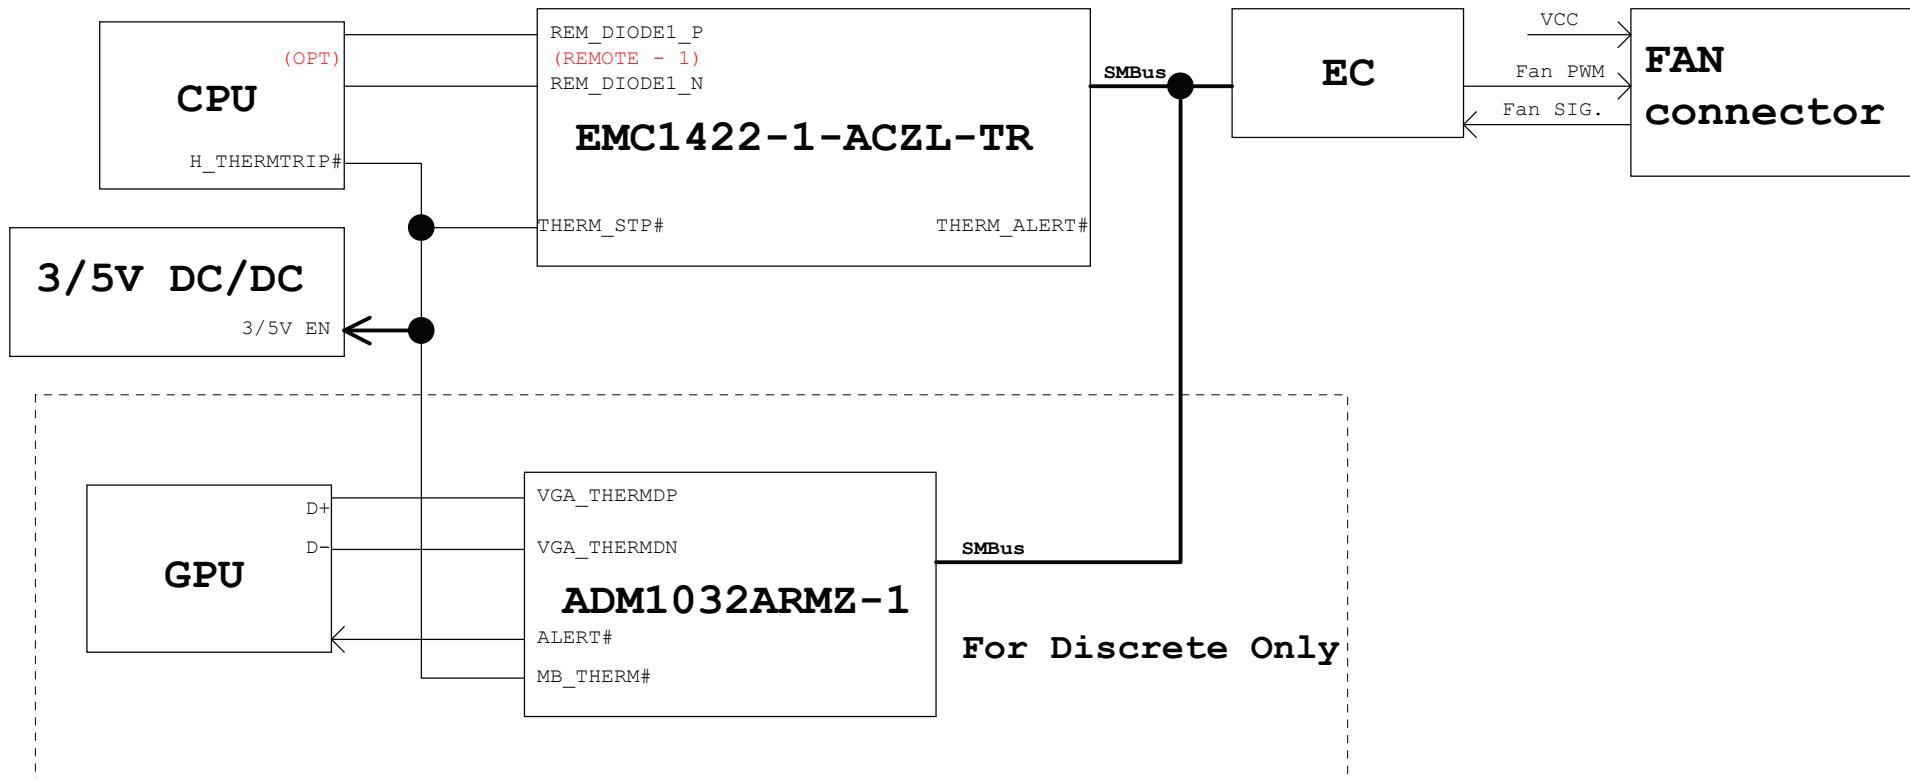 REM_DIODE1_P
(OPT)
(REMOTE - 1)
REM_DIODE1_N
CPU
EMC1422-1-ACZL-TR
H_THERMTRIP#
THERM_STP#
THERM_ALERT#
SMBus
EC
VCC
Fan PWM
Fan SIG.
FAN
connector
3/5V DC/DC
3/5V EN
D+
D-
GPU
VGA_THERMDP
VGA_THERMDN
ADM1032ARMZ-1
ALERT#
MB_THERM#
SMBus
For Discrete Only